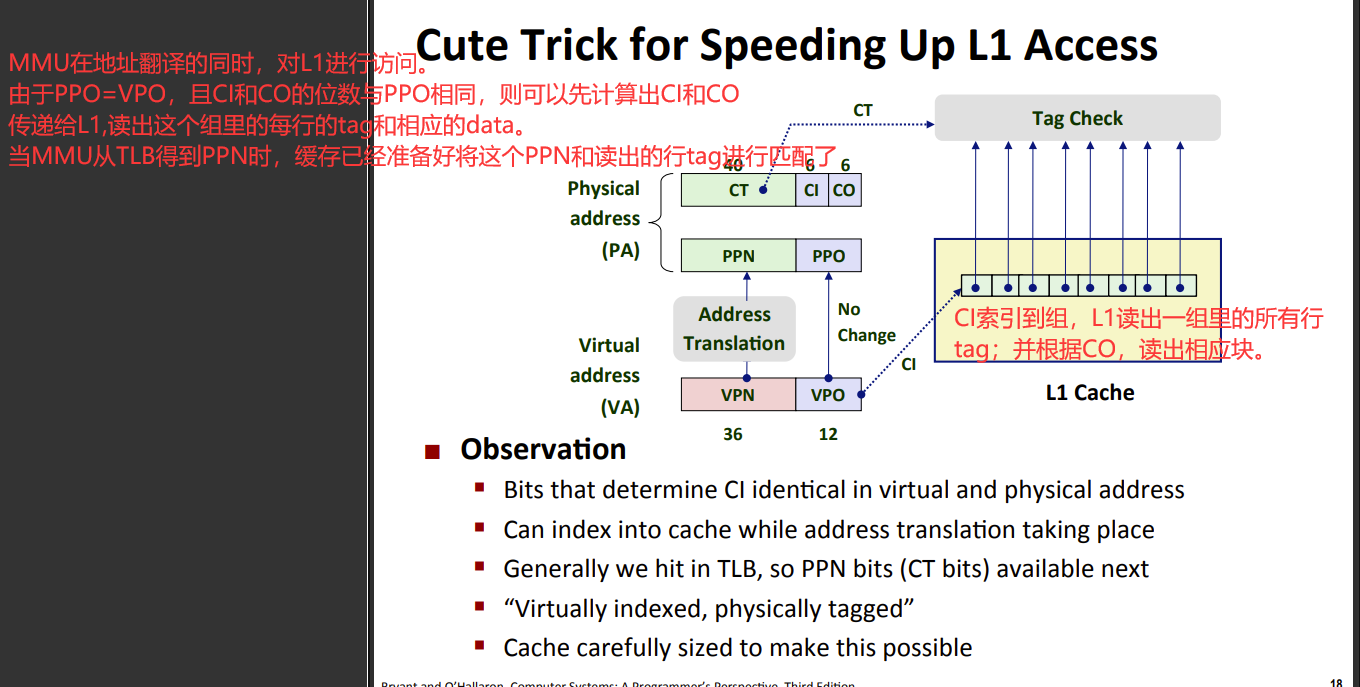 Cute Trick for Speeding Up L1 Access
MMU在地址翻译的同时，对L1进行访问。
由于PPO=VPO，且CI和CO的位数与PPO相同，则可以先计算出CI和CO
传递给L1,读出这个组里的每行的tag和相应的data。
当MMU从TLB得到PPN时，缓存已经准备好将这个PPN和读出的行tag进行匹配了
CT
Tag Check
40 6 6
Physical
address
(PA)
CT CI CO
PPN PPO
Address
Translation
No
Change
CI
CI索引到组，L1读出一组里的所有行
tag；并根据CO，读出相应块。
L1 Cache
Virtual
address
(VA)
VPN VPO
36 12
Observation
Bits that determine CI identical in virtual and physical address
Can index into cache while address translation taking place
Generally we hit in TLB, so PPN bits (CT bits) available next
“Virtually indexed, physically tagged”
Cache carefully sized to make this possible
Bryant and O’Hallaron, Computer Systems: A Programmer’s Perspective, Third Edition
18